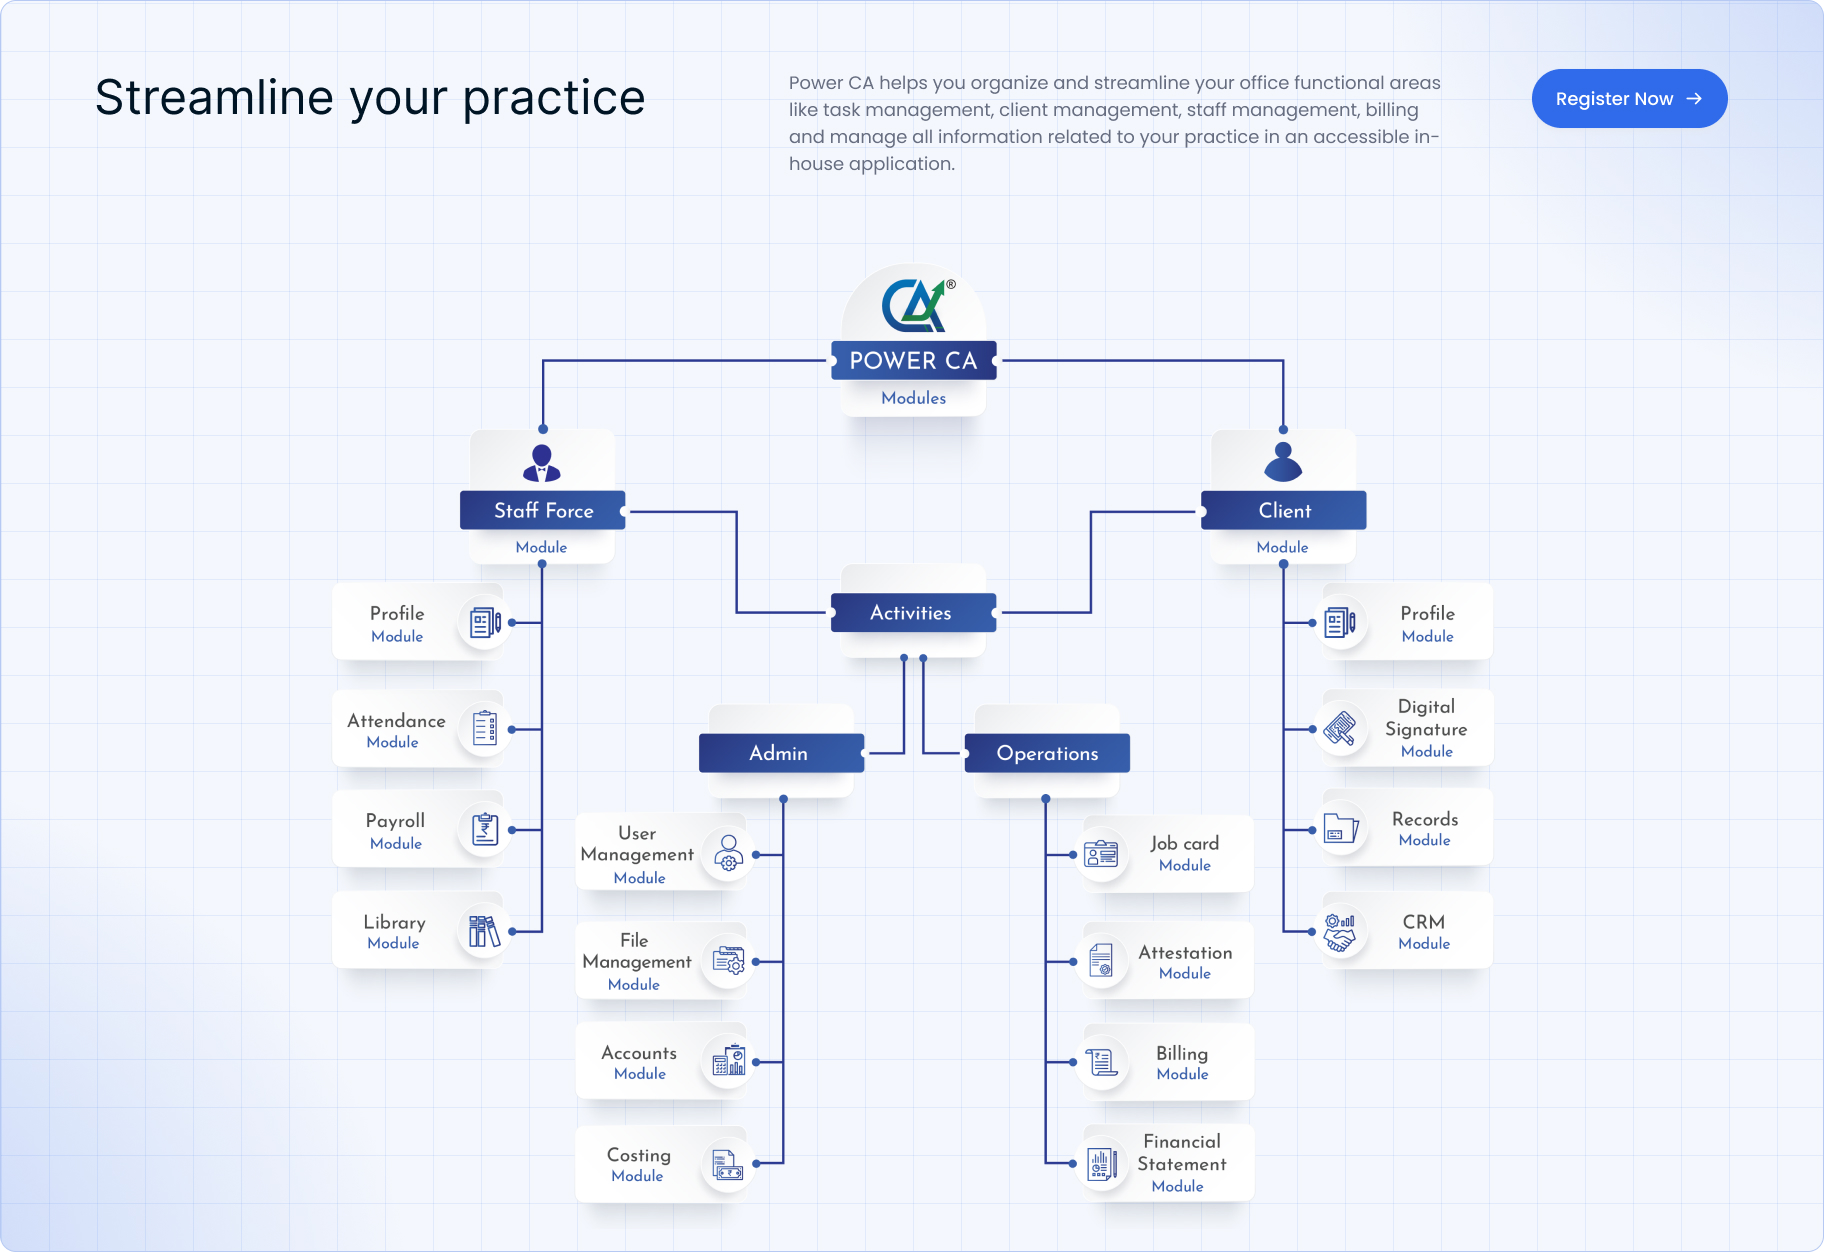 Streamline your practice
Power CA helps you organize and streamline your office functional areas
like task management, client management, staff management, billing
and manage all information related to your practice in an accessible in-
house application.
Register Now →
CA®
POWER CA
Modules
Staff Force
Module
Client
Module
Activities
Profile
Module
Attendance
Module
Payroll
Module
Library
Module
Admin
User
Management
Module
File
Management
Module
Accounts
Module
Costing
Module
Operations
Job card
Module
Attestation
Module
Billing
Module
Financial
Statement
Module
Profile
Module
Digital
Signature
Module
Records
Module
CRM
Module